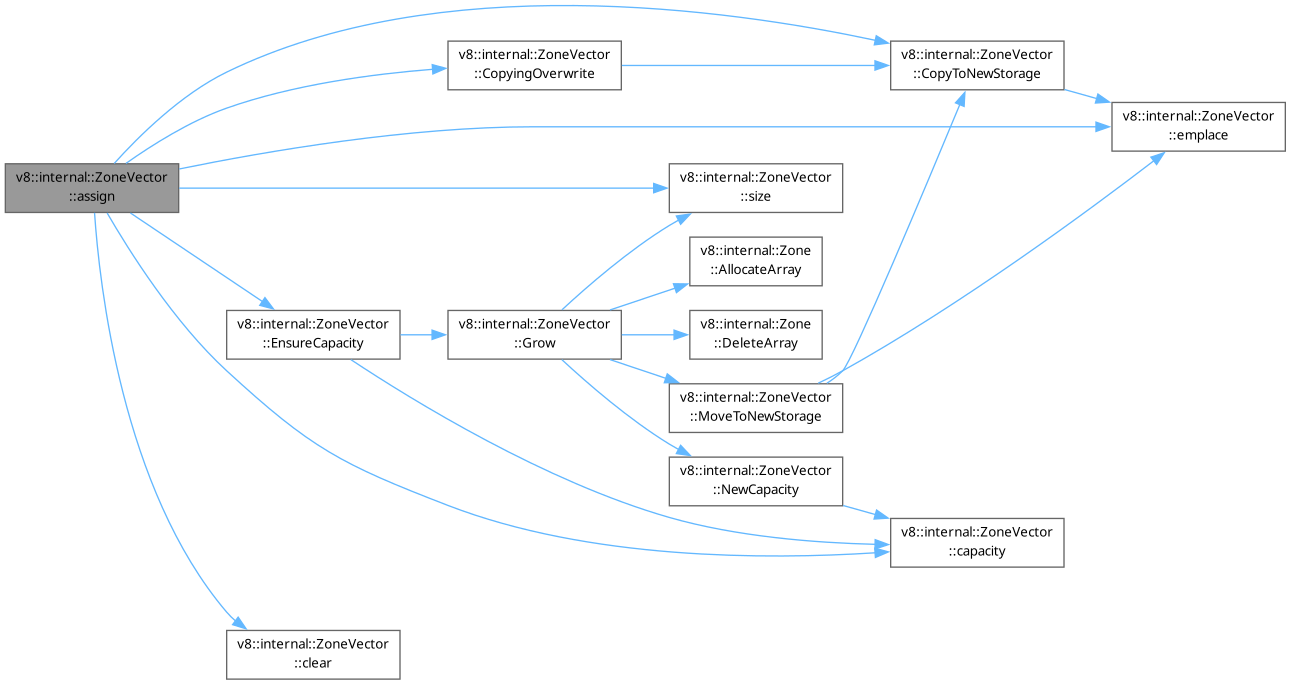 v8::internal::ZoneVector
::assign
v8::internal::ZoneVector
::CopyingOverwrite
v8::internal::ZoneVector
::CopyToNewStorage
v8::internal::ZoneVector
::emplace
v8::internal::ZoneVector
::size
v8::internal::Zone
::AllocateArray
v8::internal::ZoneVector
::EnsureCapacity
v8::internal::ZoneVector
::Grow
v8::internal::Zone
::DeleteArray
v8::internal::ZoneVector
::MoveToNewStorage
v8::internal::ZoneVector
::NewCapacity
v8::internal::ZoneVector
::capacity
v8::internal::ZoneVector
::clear